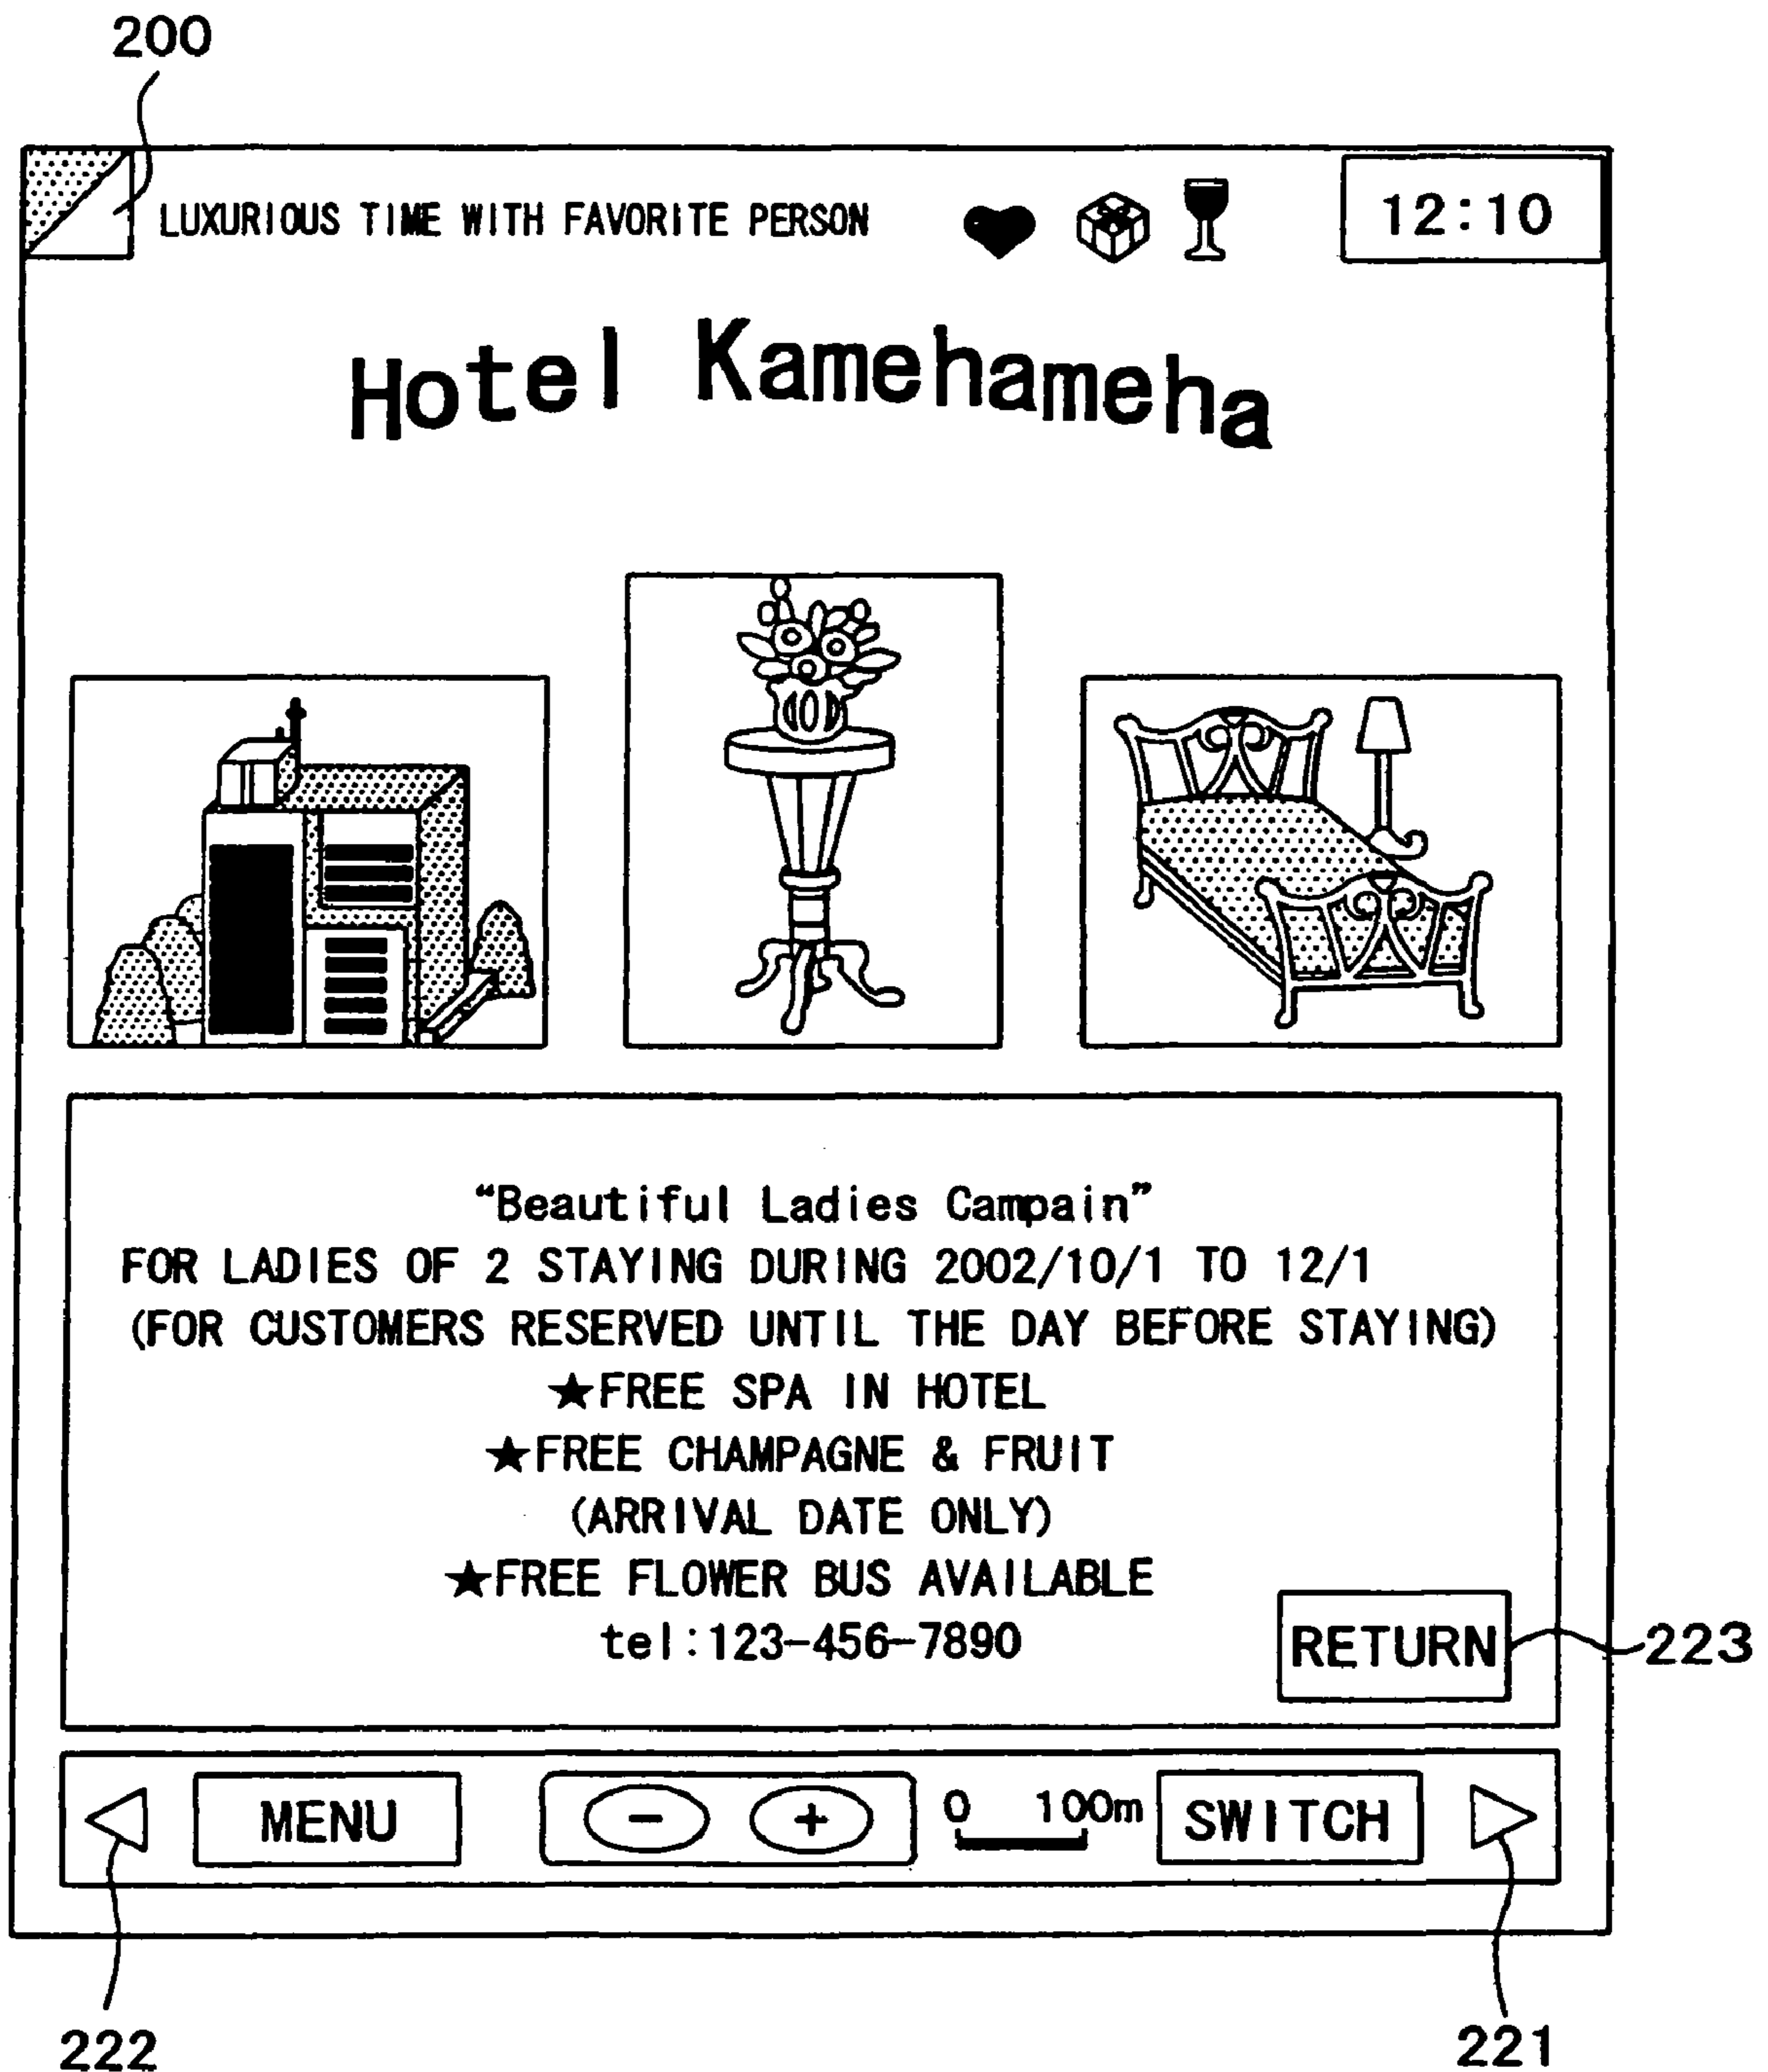 200
LUXURIOUS TIME WITH FAVORITE PERSON
12:10
Hotel Kamehameha
“Beautiful Ladies Campain”
FOR LADIES OF 2 STAYING DURING 2002/10/1 TO 12/1
(FOR CUSTOMERS RESERVED UNTIL THE DAY BEFORE STAYING)
★FREE SPA IN HOTEL
★FREE CHAMPAGNE & FRUIT
(ARRIVAL DATE ONLY)
★FREE FLOWER BUS AVAILABLE
tel:123-456-7890
RETURN
223
MENU - + 0 100m SWITCH
222
221